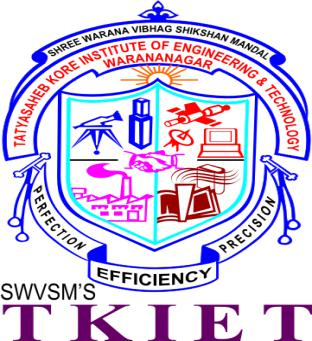 SHREE WARANA VIBHAG SHIKSHAN MANDAL
TATYASAHEB KORE INSTITUTE OF ENGINEERING & TECHNOLOGY
WARANANAGAR
PERFECTION
EFFICIENCY
PRECISION
SWVSM'S
TKIET